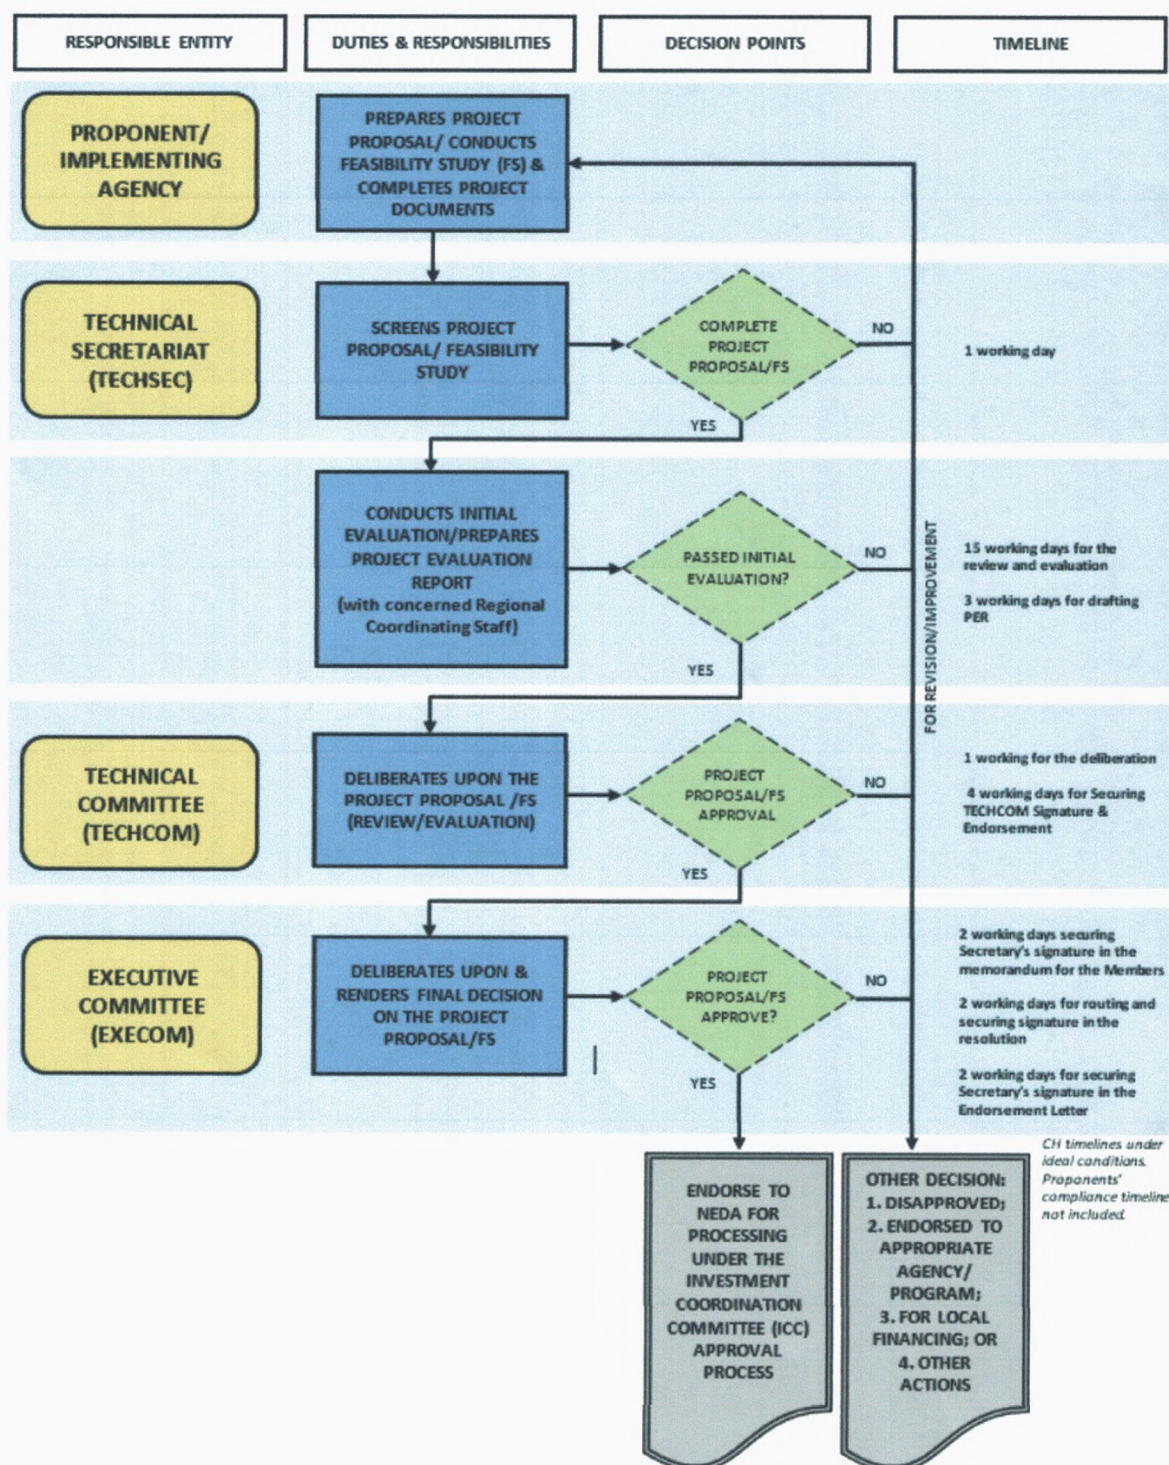 RESPONSIBLE ENTITY
DUTIES & RESPONSIBILITIES
DECISION POINTS
TIMELINE
PROPONENT/
IMPLEMENTING
AGENCY
PREPARES PROJECT
PROPOSAL/ CONDUCTS
FEASIBILITY STUDY (FS) &
COMPLETES PROJECT
DOCUMENTS
TECHNICAL
SECRETARIAT
(TECHSEC)
SCREENS PROJECT
PROPOSAL/ FEASIBILITY
STUDY
COMPLETE
PROJECT
PROPOSAL/FS
NO
YES
1 working day
CONDUCTS INITIAL
EVALUATION/PREPARES
PROJECT EVALUATION
REPORT
(with concerned Regional
Coordinating Staff)
PASSED INITIAL
EVALUATION?
NO
YES
FOR REVISION/IMPROVEMENT
15 working days for the
review and evaluation
3 working days for drafting
PER
TECHNICAL
COMMITTEE
(TECHCOM)
DELIBERATES UPON THE
PROJECT PROPOSAL /FS
(REVIEW/EVALUATION)
PROJECT
PROPOSAL/FS
APPROVAL
NO
YES
1 working for the deliberation
4 working days for Securing
TECHCOM Signature &
Endorsement
EXECUTIVE
COMMITTEE
(EXECOM)
DELIBERATES UPON &
RENDERS FINAL DECISION
ON THE PROJECT
PROPOSAL/FS
PROJECT
PROPOSAL/FS
APPROVE?
NO
YES
2 working days securing
Secretary's signature in the
memorandum for the Members
2 working days for routing and
securing signature in the
resolution
2 working days for securing
Secretary's signature in the
Endorsement Letter
CH timelines under
ideal conditions.
Proponents'
compliance timeline
not included.
ENDORSE TO
NEDA FOR
PROCESSING
UNDER THE
INVESTMENT
COORDINATION
COMMITTEE (ICC)
APPROVAL
PROCESS
OTHER DECISION:
1. DISAPPROVED;
2. ENDORSED TO
APPROPRIATE
AGENCY/
PROGRAM;
3. FOR LOCAL
FINANCING; OR
4. OTHER
ACTIONS